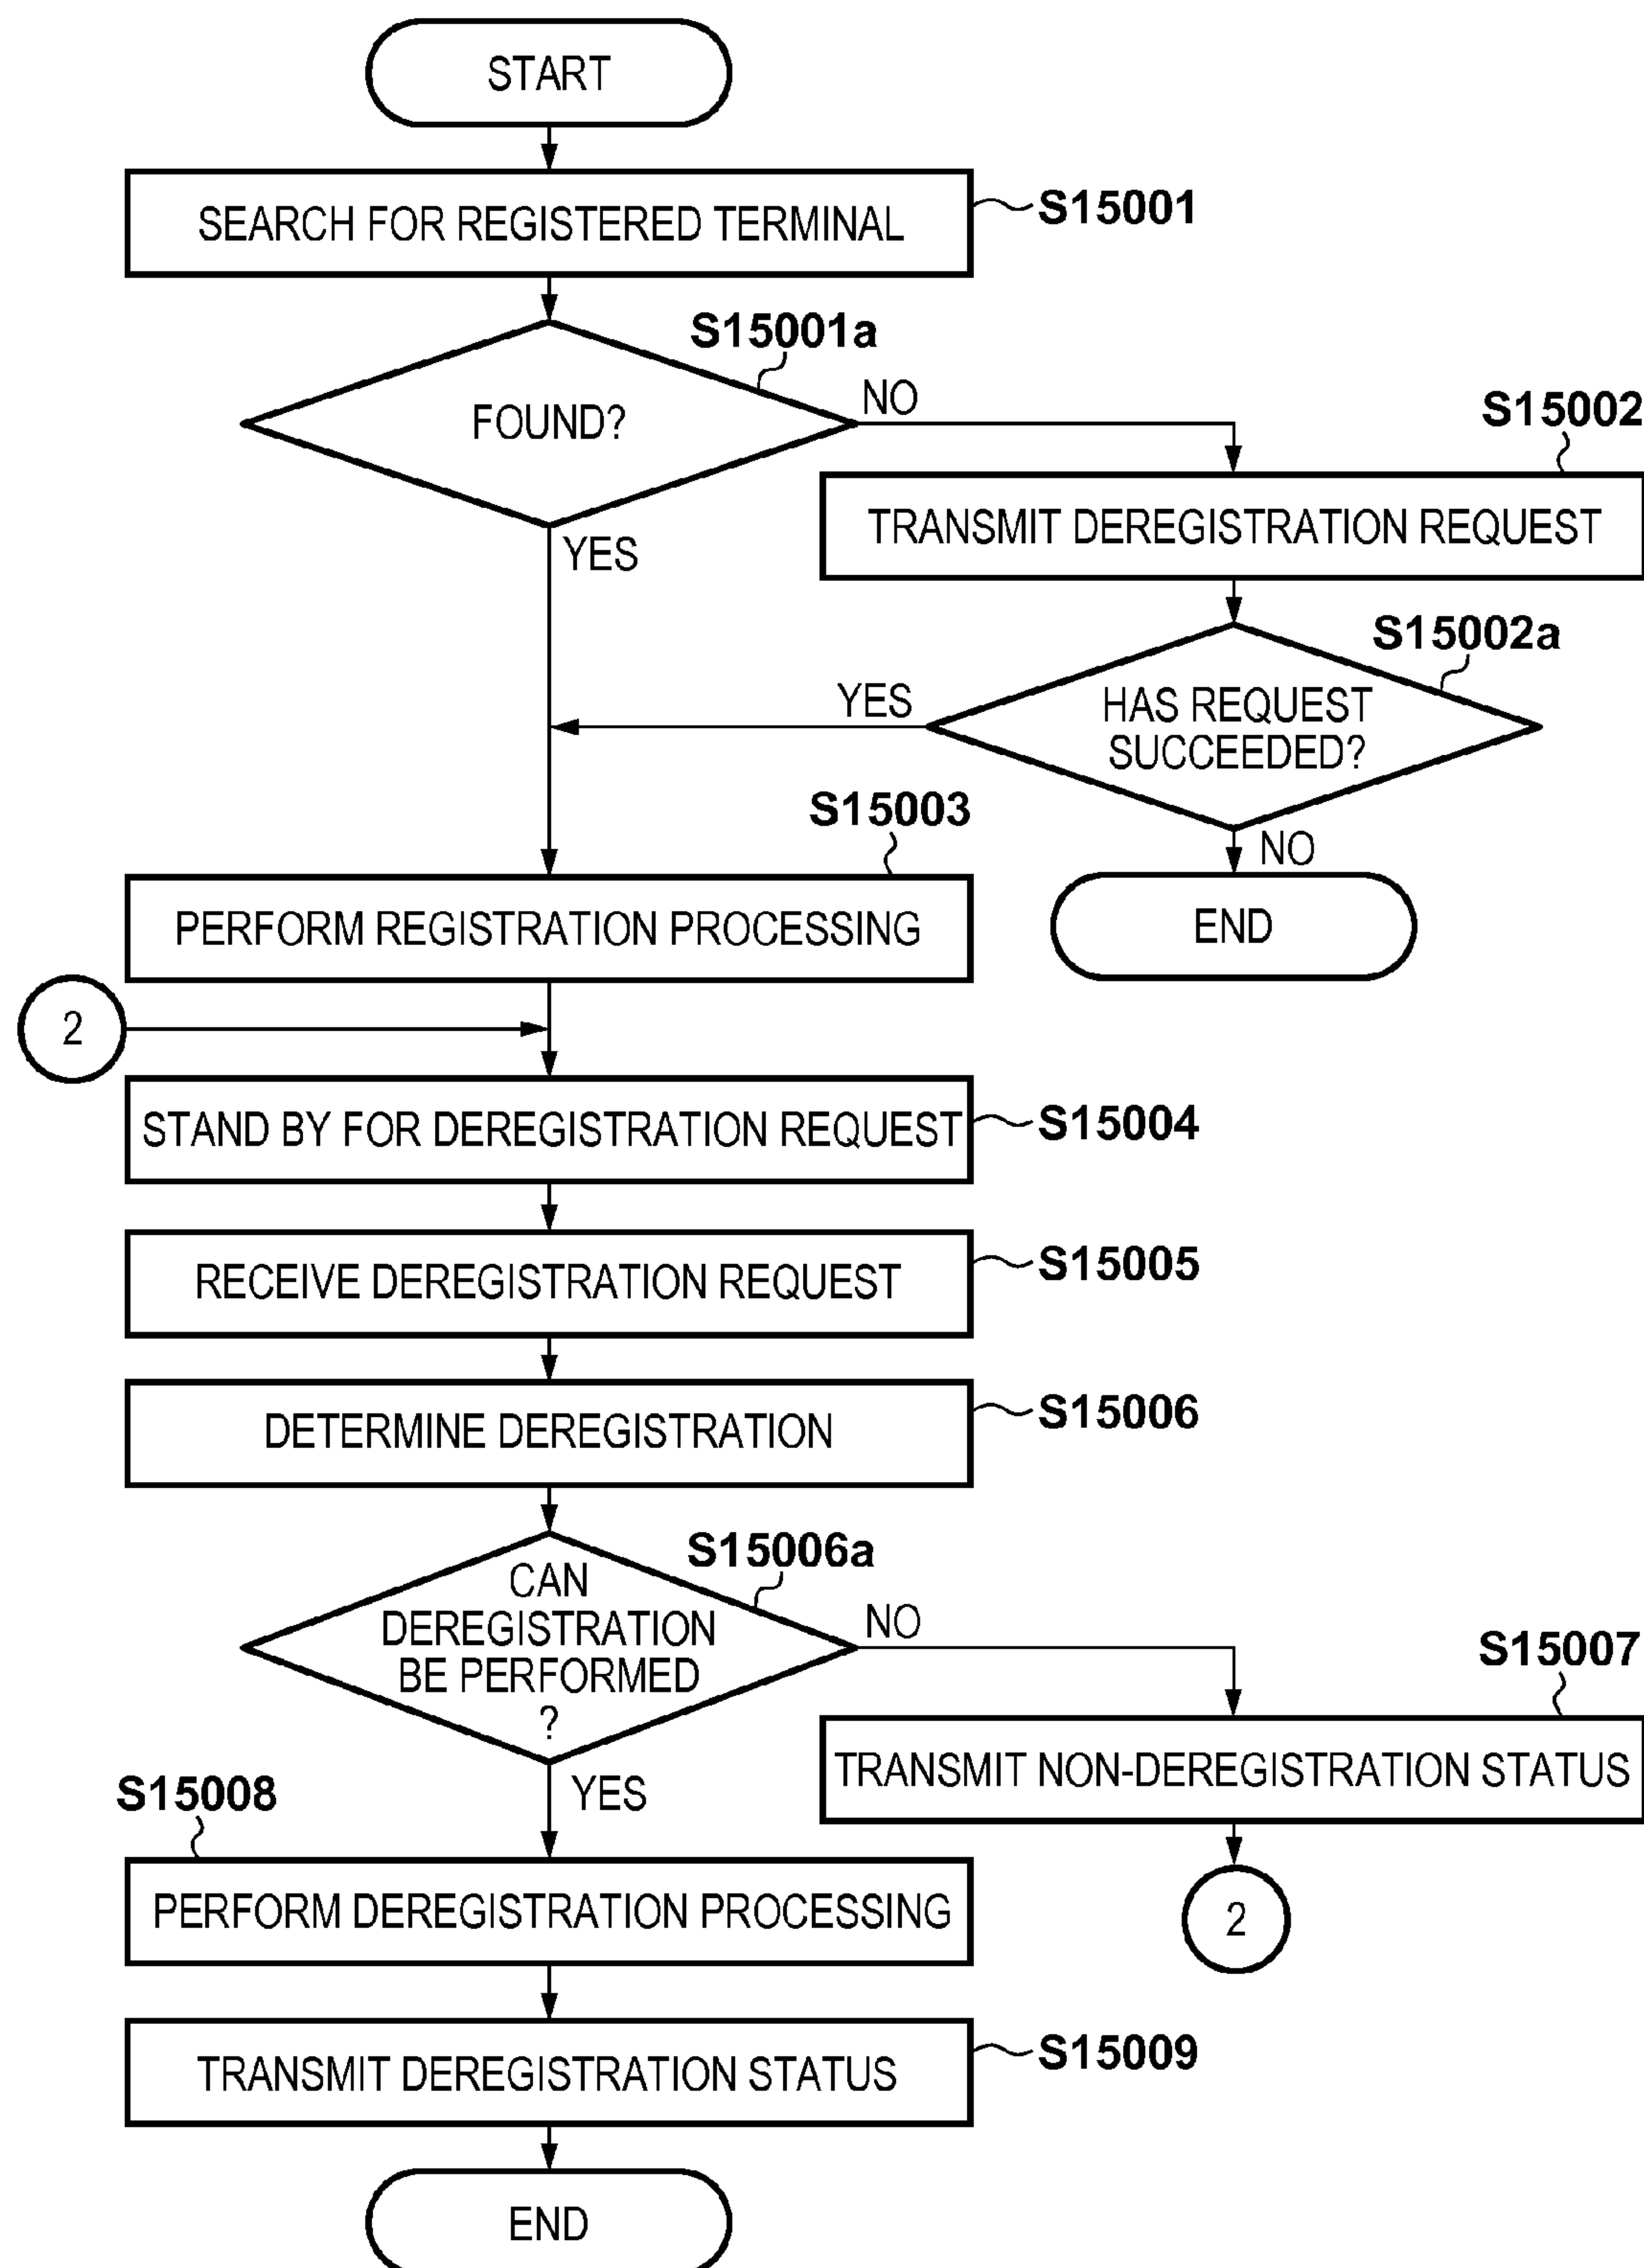 START
SEARCH FOR REGISTERED TERMINAL
S15001
S15001a
FOUND?
NO
YES
S15002
TRANSMIT DEREGISTRATION REQUEST
S15002a
HAS REQUEST
SUCCEEDED?
YES
NO
END
S15003
PERFORM REGISTRATION PROCESSING
2
STAND BY FOR DEREGISTRATION REQUEST
S15004
RECEIVE DEREGISTRATION REQUEST
S15005
DETERMINE DEREGISTRATION
S15006
S15006a
CAN
DEREGISTRATION
BE PERFORMED
?
NO
YES
S15007
TRANSMIT NON-DEREGISTRATION STATUS
2
S15008
PERFORM DEREGISTRATION PROCESSING
TRANSMIT DEREGISTRATION STATUS
S15009
END